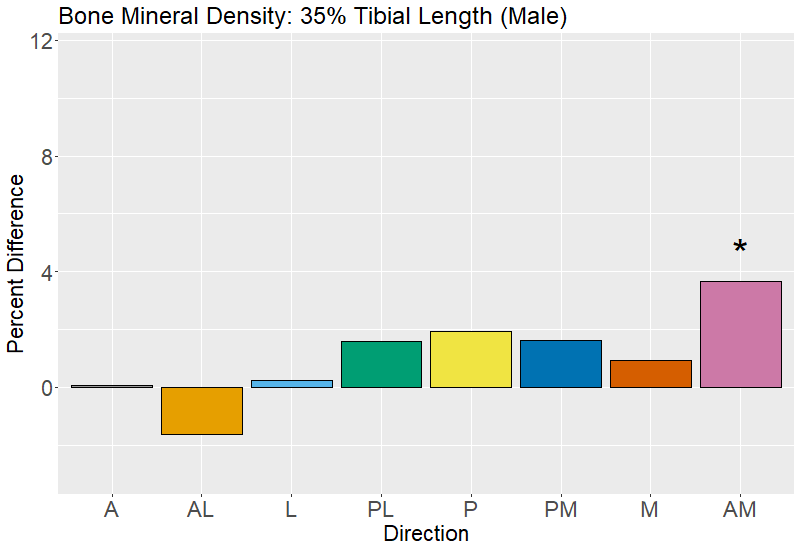 Bone Mineral Density: 35% Tibial Length (Male)
12
8
4
0
Percent Difference
*
A AL L PL P PM M AM
Direction